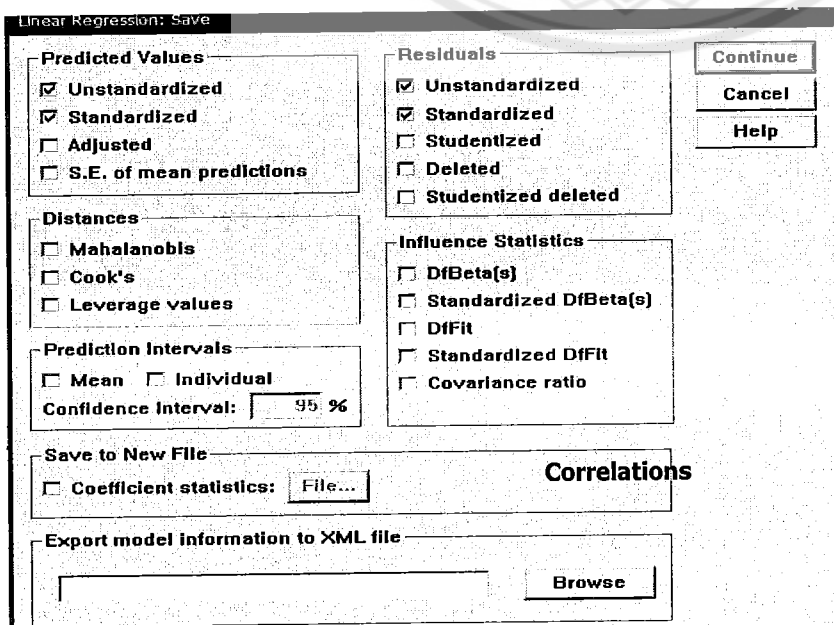 Linear Regression: Save
Predicted Values
Unstandardized
Standardized
Adjusted
S.E. of mean predictions
Distances
Mahalanobis
Cook's
Leverage values
Prediction Intervals
Mean Individual
Confidence Interval: 95 %
Residuals
Unstandardized
Standardized
Studentized
Deleted
Studentized deleted
Influence Statistics
DfBeta(s)
Standardized DfBeta(s)
DfFit
Standardized DfFit
Covariance ratio
Continue
Cancel
Help
Save to New File
Coefficient statistics: File...
Correlations
Export model information to XML file
Browse